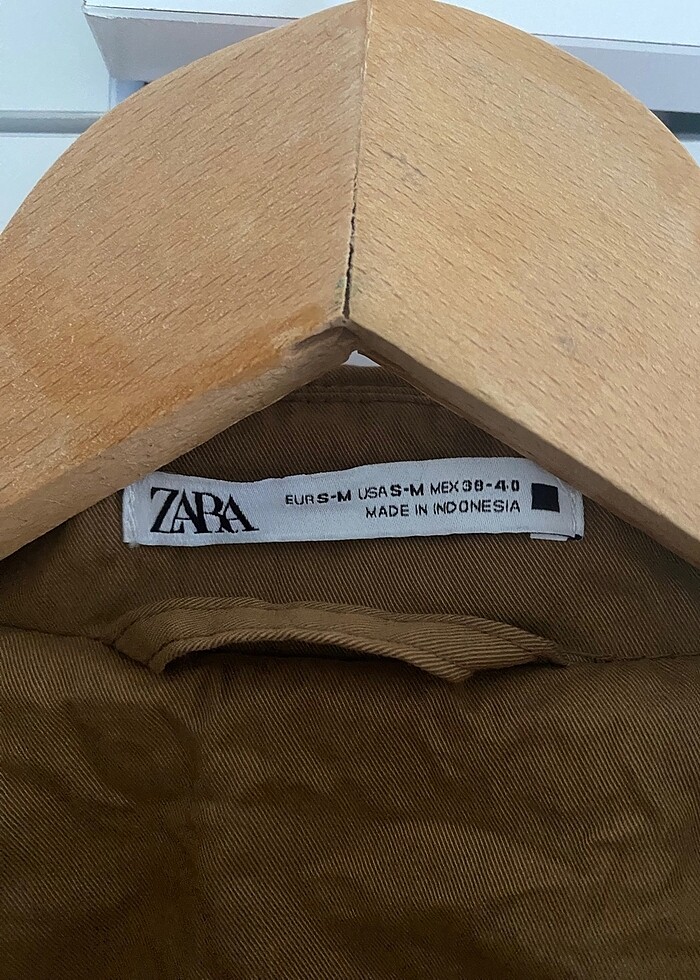 ZARA
EUR S-M USA S-M MEX 38-40
MADE IN INDONESIA